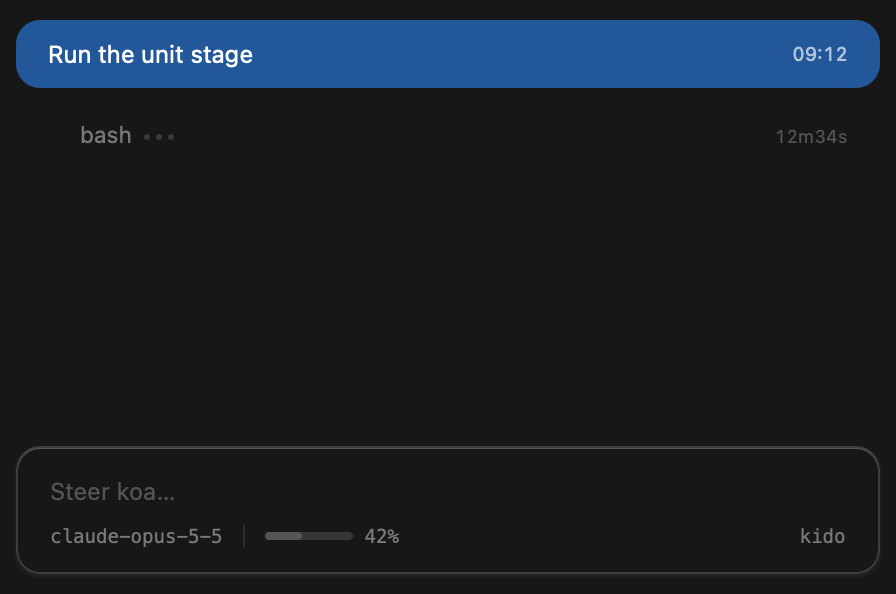 Run the unit stage 09:12
bash ••• 12m34s
Steer koa...
claude-opus-5-5 42% kido